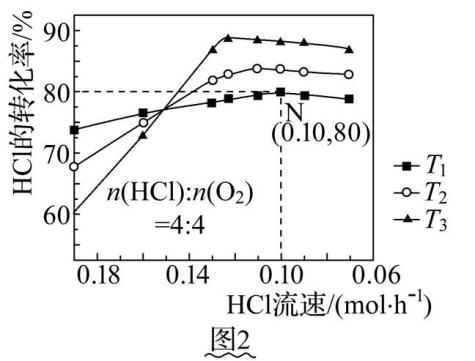 HCl的转化率/%
90
80
70
60
N
(0.10,80)
n(HCl):n(O₂)
=4:4
T₁
T₂
T₃
0.18
0.14
0.10
0.06
HCl流速/(mol·h⁻¹)
图2